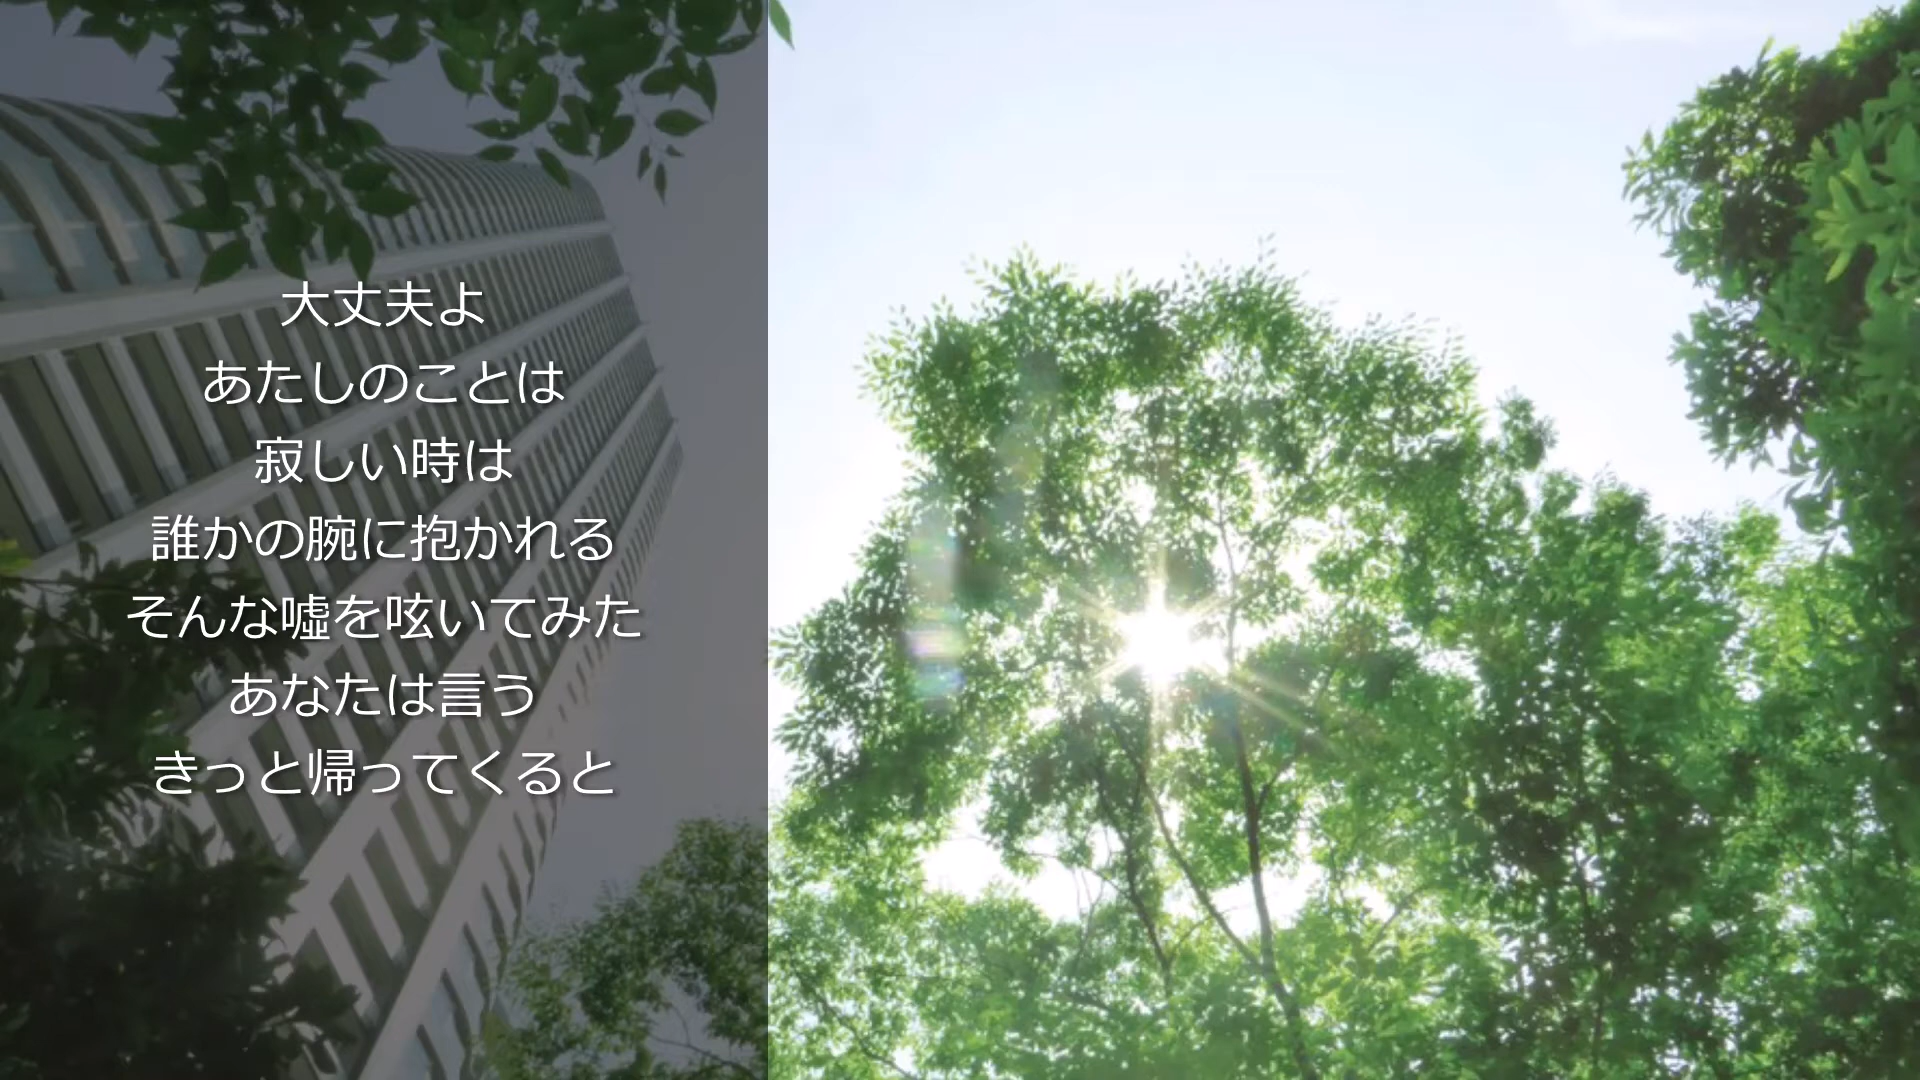 大丈夫よ
あたしのことは
寂しい時は
誰かの腕に抱かれる
そんな嘘を呟いてみた
あなたは言う
きっと帰ってくると